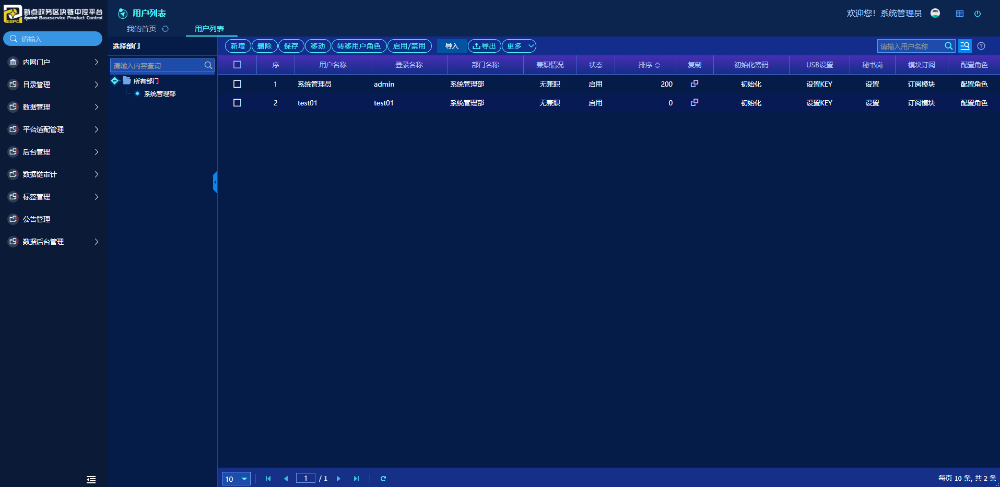 新点政务区块链中控平台
Epoint Baseservice Product Control
EBPC
用户列表
欢迎您！系统管理员
我的首页
用户列表
请输入
内网门户
目录管理
数据管理
平台适配管理
后台管理
数据链审计
标签管理
公告管理
数据后台管理
选择部门
请输入内容查询
所有部门
系统管理部
新增 删除 保存 移动 转移用户角色 启用/禁用 导入 导出 更多
请输入用户名称
序 用户名称 登录名称 部门名称 兼职情况 状态 排序 复制 初始化密码 USB设置 秘书岗 模块订阅 配置角色
1 系统管理员 admin 系统管理部 无兼职 启用 200 初始化 设置KEY 设置 订阅模块 配置角色
2 test01 test01 系统管理部 无兼职 启用 0 初始化 设置KEY 设置 订阅模块 配置角色
10 1 / 1
每页 10 条, 共 2 条